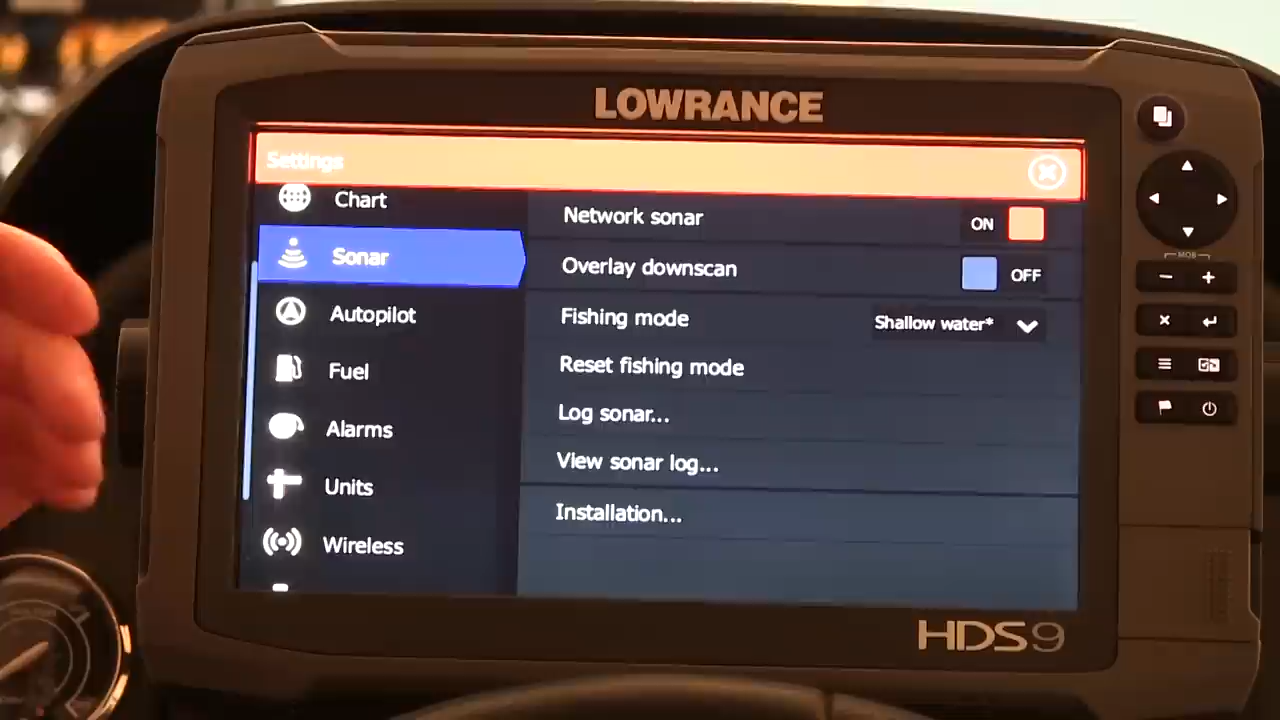 LOWRANCE
Settings
Chart
Sonar
Autopilot
Fuel
Alarms
Units
Wireless
Network sonar ON
Overlay downscan OFF
Fishing mode Shallow water*
Reset fishing mode
Log sonar...
View sonar log...
Installation...
MOB
HDS9